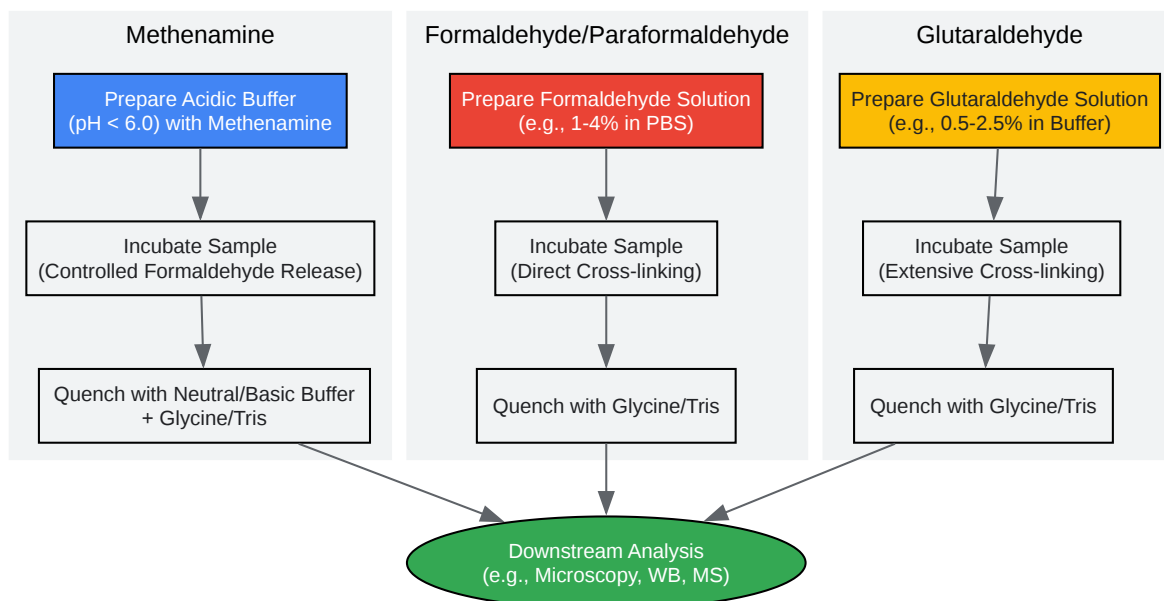 Methenamine
Prepare Acidic Buffer
(pH < 6.0) with Methenamine
Incubate Sample
(Controlled Formaldehyde Release)
Quench with Neutral/Basic Buffer
+ Glycine/Tris
Formaldehyde/Paraformaldehyde
Prepare Formaldehyde Solution
(e.g., 1-4% in PBS)
Incubate Sample
(Direct Cross-linking)
Quench with Glycine/Tris
Glutaraldehyde
Prepare Glutaraldehyde Solution
(e.g., 0.5-2.5% in Buffer)
Incubate Sample
(Extensive Cross-linking)
Quench with Glycine/Tris
Downstream Analysis
(e.g., Microscopy, WB, MS)